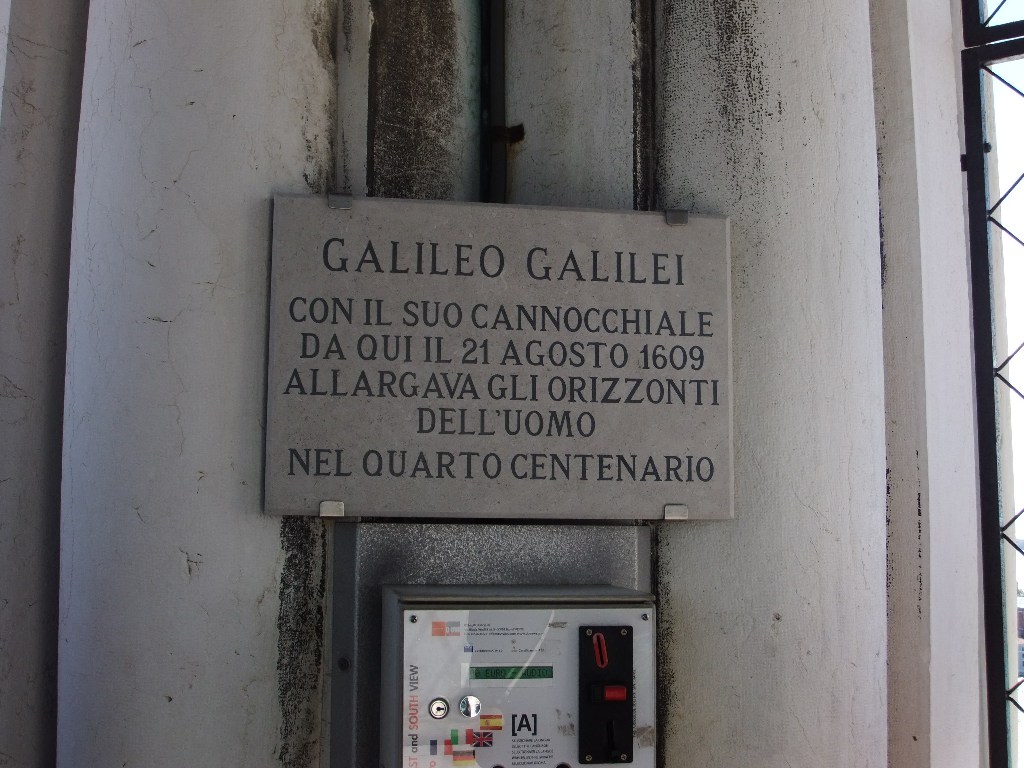 GALILEO GALILEI
CON IL SUO CANNOCCHIALE
DA QUI IL 21 AGOSTO 1609
ALLARGAVA GLI ORIZZONTI
DELL'UOMO
NEL QUARTO CENTENARIO
and SOUTH VIEW
[A]